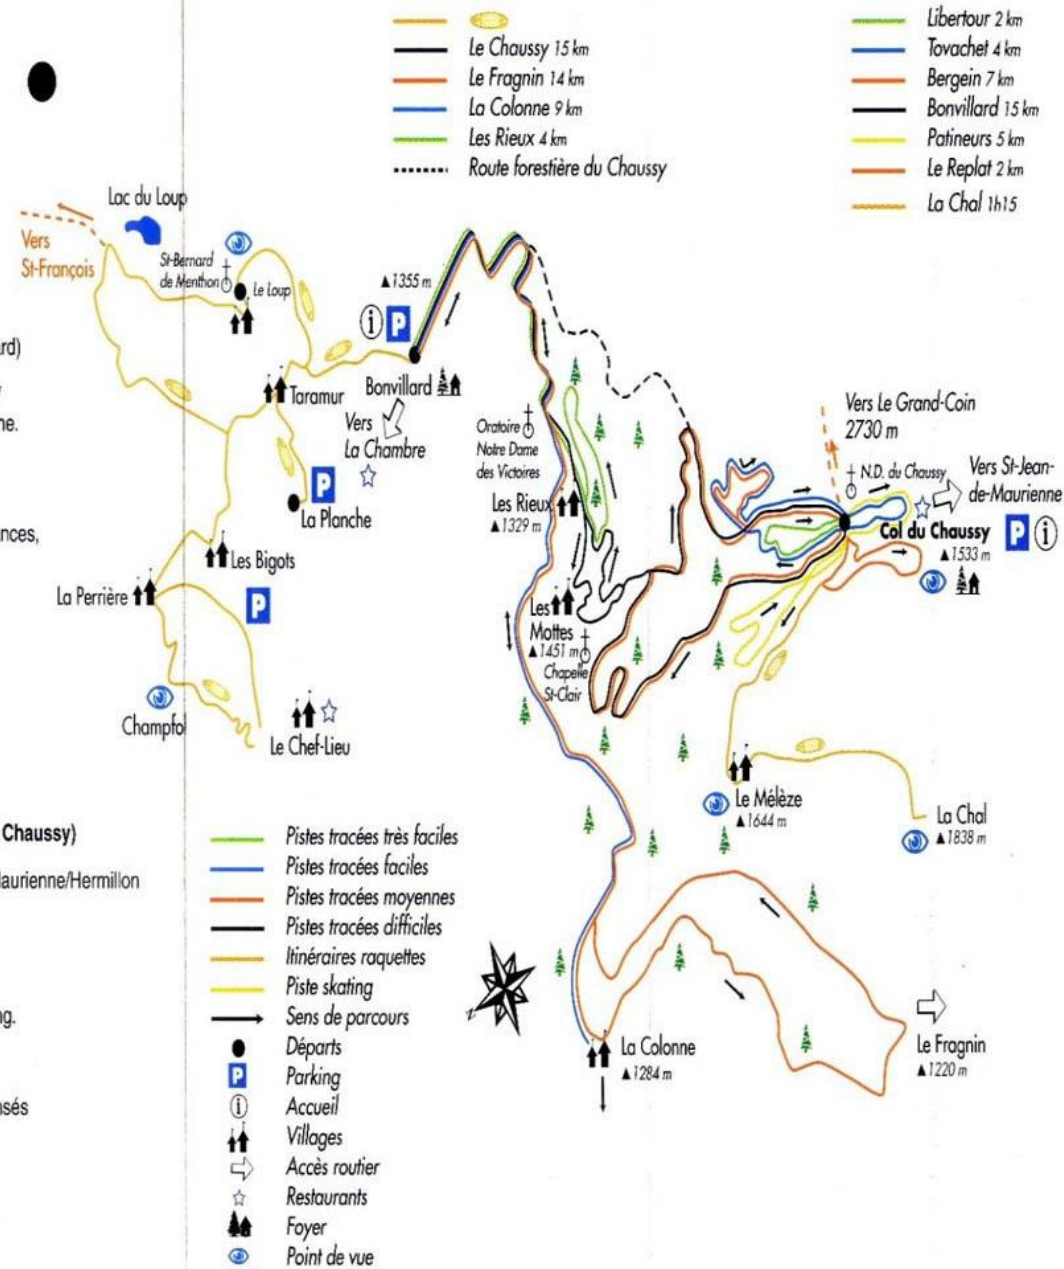 Le Chaussy 15 km
Le Fragnin 14 km
La Colonne 9 km
Les Rieux 4 km
Route forestière du Chaussy
Libertour 2 km
Tovachet 4 km
Bergein 7 km
Bonvillard 15 km
Patineurs 5 km
Le Replat 2 km
La Chal 1h15
Lac du Loup
Vers
St-François
St-Bernard
de Menthon
Le Loup
▲1355 m
i P
Bonvillard
Taramur
Vers
La Chambre
P
La Planche
Les Bigots
La Perrière
P
Champfol
Le Chef-Lieu
Oratoire
Notre Dame
des Victoires
Les Rieux
▲1329 m
Les
Mottes
▲1451 m
Chapelle
St-Clair
Vers Le Grand-Coin
2730 m
N.D. du Chaussy
Vers St-Jean-
de-Maurienne
Col du Chaussy
▲1533 m
P i
Le Mélèze
▲1644 m
La Chal
▲1838 m
La Colonne
▲1284 m
Le Fragnin
▲1220 m
N
ard)
ne.
ances,
Chaussy)
aurienne/Hermillon
ng.
nsés
Pistes tracées très faciles
Pistes tracées faciles
Pistes tracées moyennes
Pistes tracées difficiles
Itinéraires raquettes
Piste skating
Sens de parcours
Départs
P Parking
i Accueil
Villages
Accès routier
Restaurants
Foyer
Point de vue